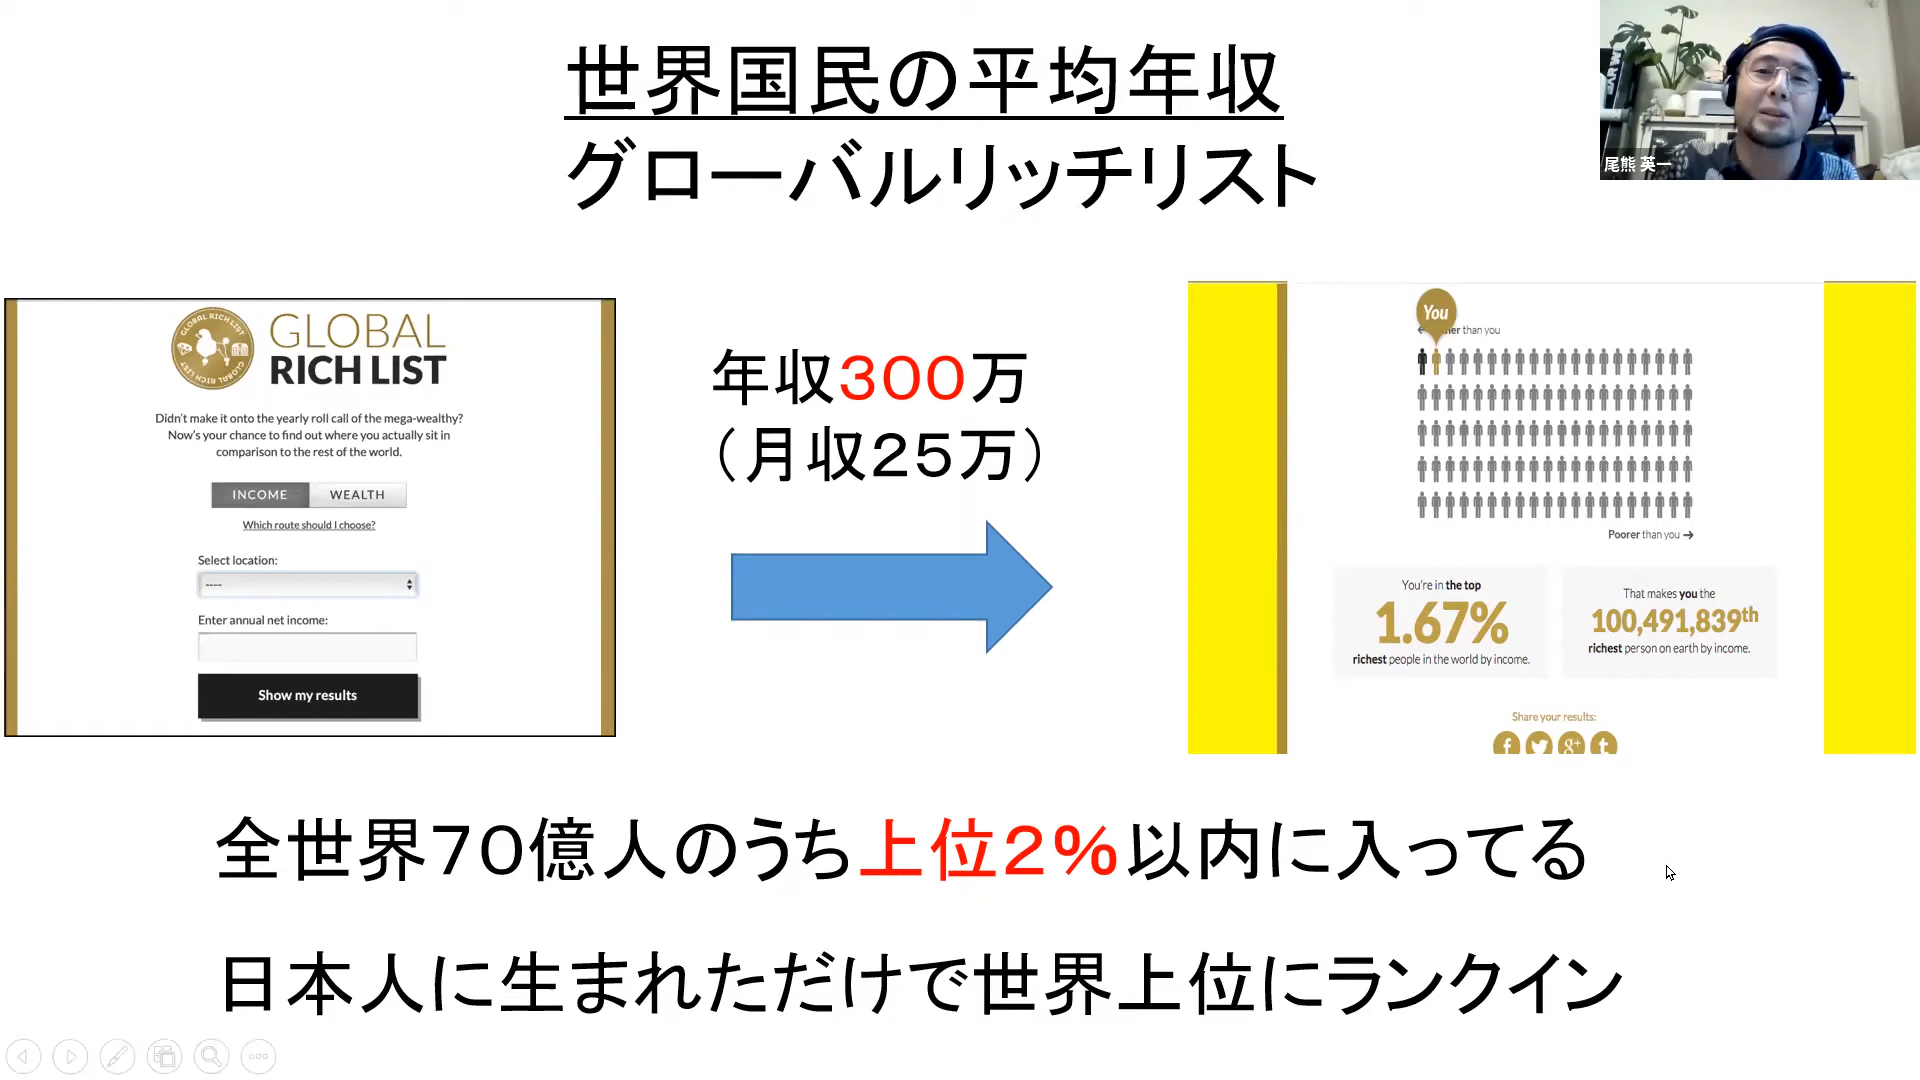 世界国民の平均年収
グローバルリッチリスト
尾熊 英一
GLOBAL RICH LIST
GLOBAL
RICH LIST
Didn't make it onto the yearly roll call of the mega-wealthy?
Now's your chance to find out where you actually sit in
comparison to the rest of the world.
INCOME WEALTH
Which route should I choose?
Select location:
----
Enter annual net income:
Show my results
年収300万
（月収25万）
You
than you
Poorer than you
You're in the top
1.67%
richest people in the world by income.
That makes you the
100,491,839th
richest person on earth by income.
Share your results:
全世界70億人のうち上位2%以内に入ってる
日本人に生まれただけで世界上位にランクイン